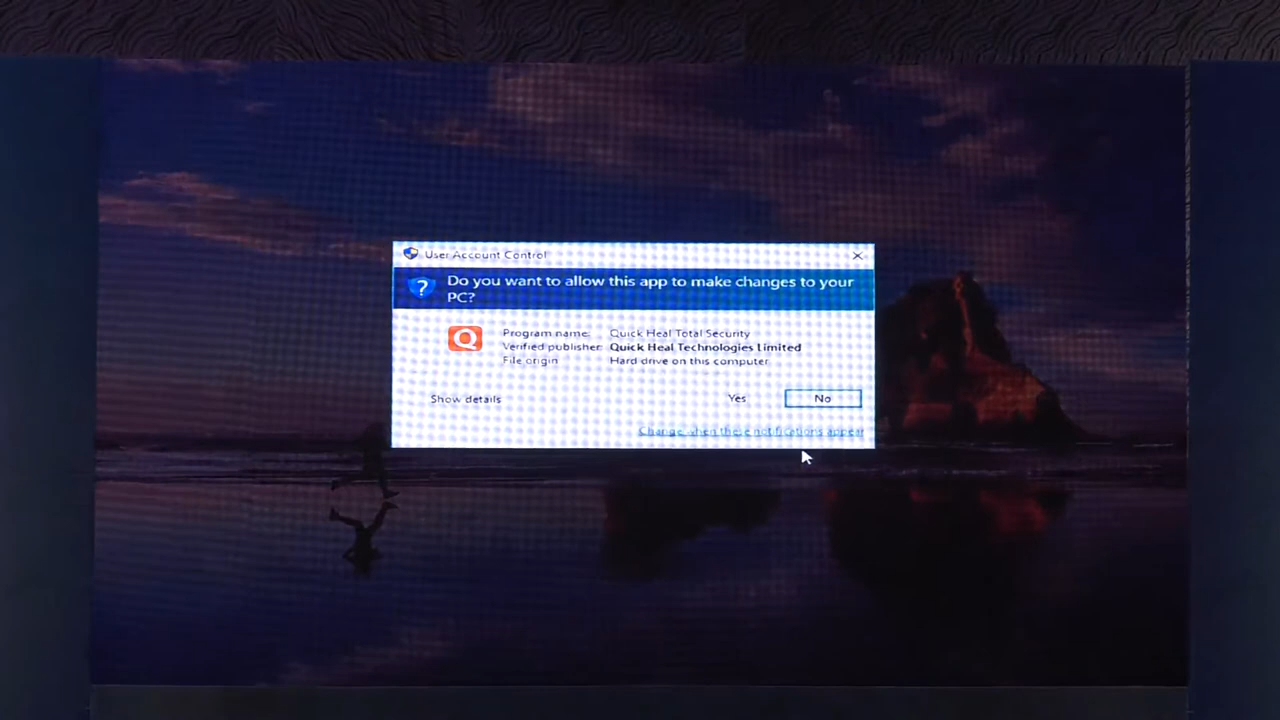 User Account Control
Do you want to allow this app to make changes to your
PC?
Q
Program name: Quick Heal Total Security
Verified publisher: Quick Heal Technologies Limited
File origin Hard drive on this computer
Show details Yes No
Change when these notifications appear